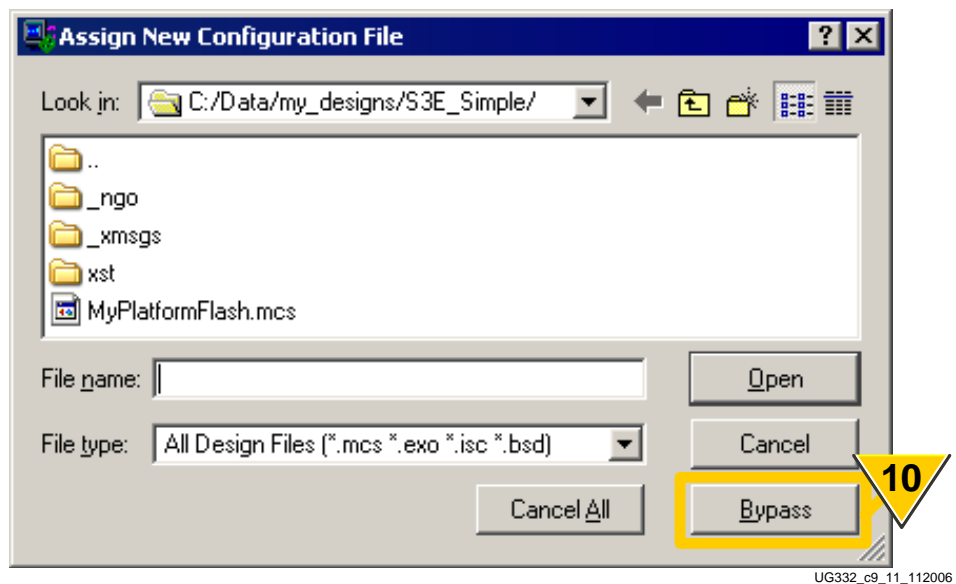 Assign New Configuration File
Look in: C:/Data/my_designs/S3E_Simple/
..
_ngo
_xmsgs
xst
MyPlatformFlash.mcs
File name: Open
File type: All Design Files (*.mcs *.exo *.isc *.bsd) Cancel
10
Cancel All Bypass
UG332_c9_11_112006